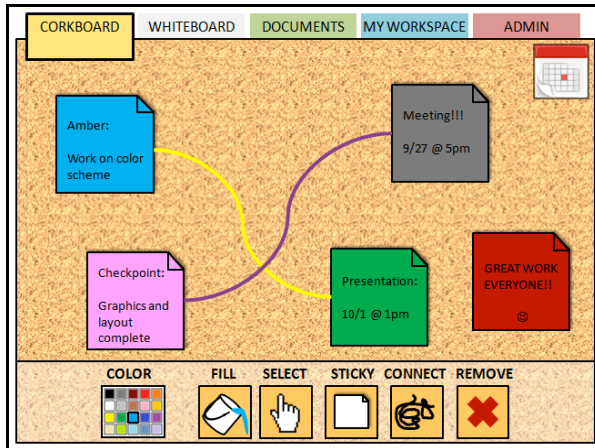 CORKBOARD
WHITEBOARD
DOCUMENTS
MY WORKSPACE
ADMIN
Amber:
Work on color
scheme
Meeting!!!
9/27 @ 5pm
Checkpoint:
Graphics and
layout
complete
Presentation:
10/1 @ 1pm
GREAT WORK
EVERYONE!!
☺
COLOR
FILL
SELECT
STICKY
CONNECT
REMOVE